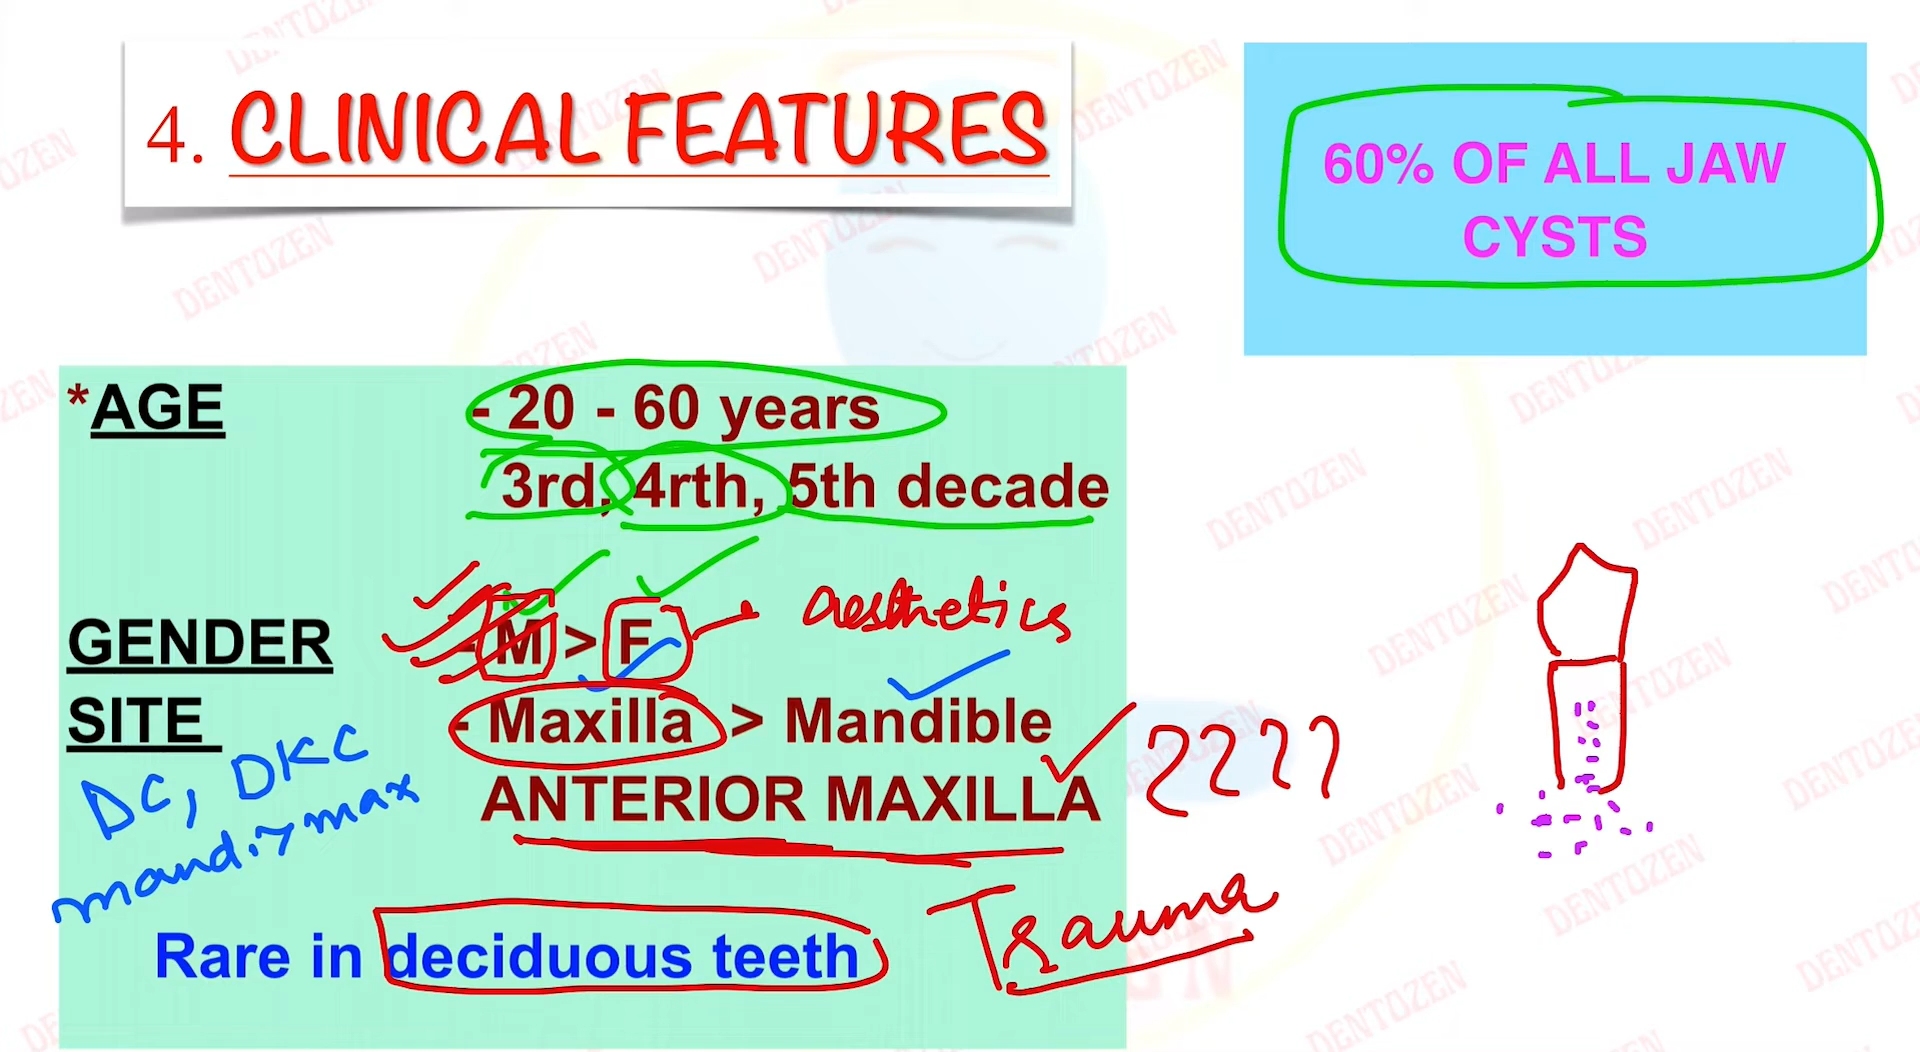 4. CLINICAL FEATURES
60% OF ALL JAW
CYSTS
*AGE - 20 - 60 years
3rd, 4rth, 5th decade
GENDER - M > F aesthetics
SITE - Maxilla > Mandible
ANTERIOR MAXILLA ????
DC, DKC
mand. > max
Rare in deciduous teeth
Trauma
DENTOZEN